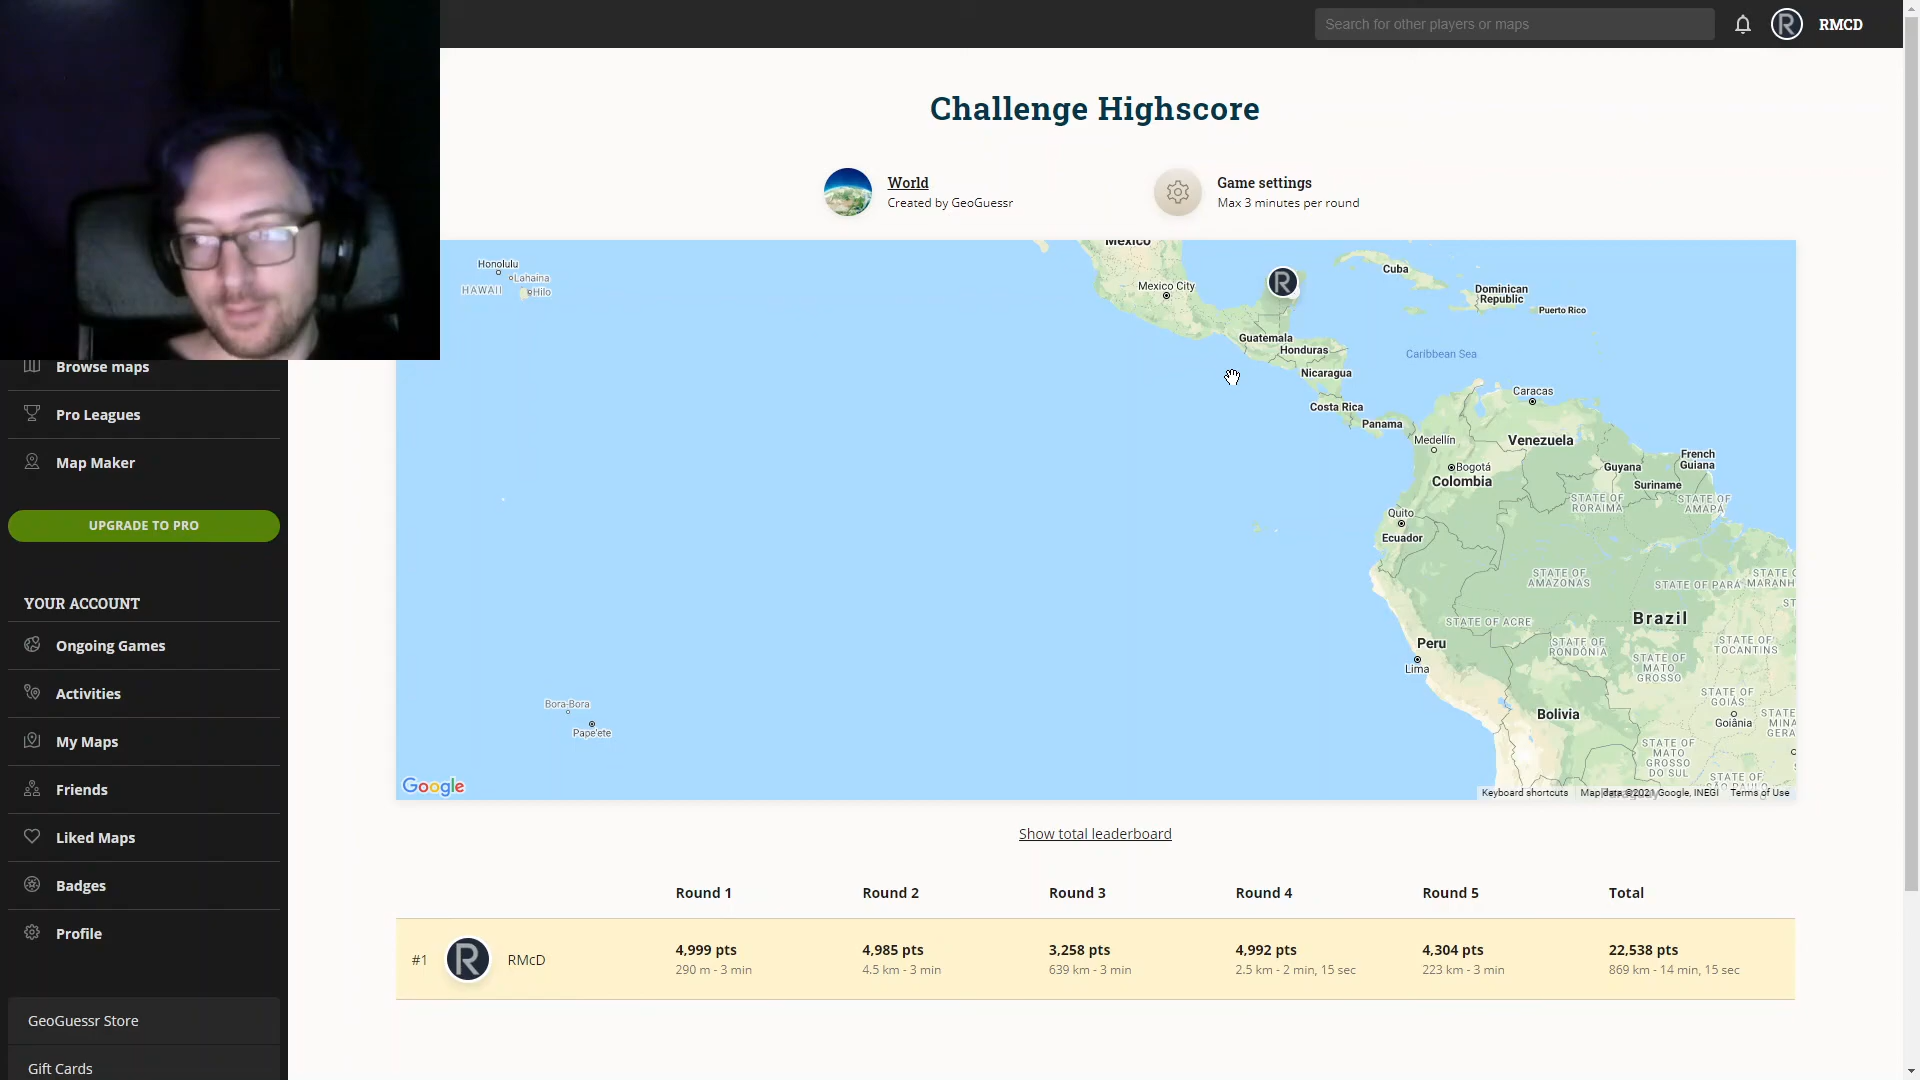 Search for other players or maps
R
RMCD
Challenge Highscore
World
Created by GeoGuessr
Game settings
Max 3 minutes per round
Mexico
Honolulu
Lahaina
HAWAII
Hilo
Mexico City
R
Cuba
Dominican
Republic
Puerto Rico
Guatemala
Honduras
Caribbean Sea
Nicaragua
Caracas
Costa Rica
Panama
Medellín
Venezuela
Bogotá
Colombia
Guyana
French
Guiana
Suriname
STATE OF
RORAIMA
STATE OF
AMAPÁ
Quito
Ecuador
STATE OF
AMAZONAS
STATE OF PARÁ
STATE OF ACRE
Brazil
Peru
Lima
STATE OF
RONDÔNIA
STATE OF
MATO
GROSSO
STATE OF
TOCANTINS
Bora-Bora
Pape'ete
Bolivia
STATE OF
GOIÁS
Goiânia
STATE OF
MATO
GROSSO
DO SUL
Google
Keyboard shortcuts
Map data ©2021 Google, INEGI
Terms of Use
Browse maps
Pro Leagues
Map Maker
UPGRADE TO PRO
YOUR ACCOUNT
Ongoing Games
Activities
My Maps
Friends
Liked Maps
Badges
Profile
GeoGuessr Store
Gift Cards
Show total leaderboard
Round 1 Round 2 Round 3 Round 4 Round 5 Total
#1 R RMcD 4,999 pts 4,985 pts 3,258 pts 4,992 pts 4,304 pts 22,538 pts
290 m - 3 min 4.5 km - 3 min 639 km - 3 min 2.5 km - 2 min, 15 sec 223 km - 3 min 869 km - 14 min, 15 sec